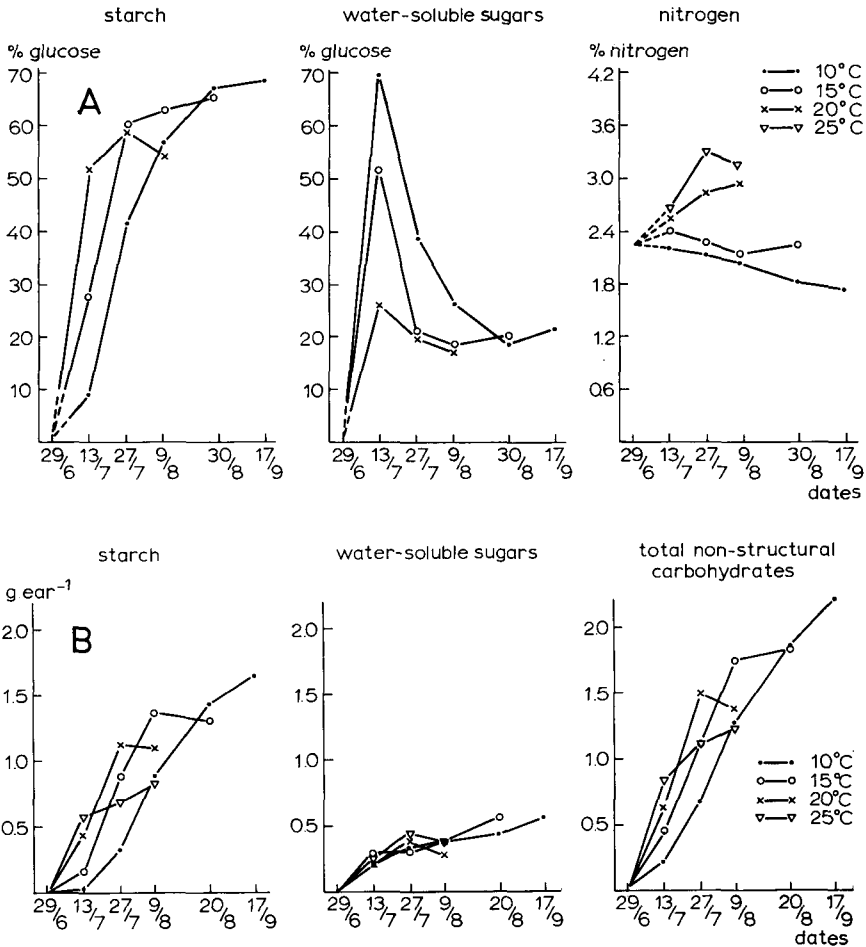 starch
water-soluble sugars
nitrogen
% glucose
% glucose
% nitrogen
A
70
60
50
40
30
20
10
70
60
50
40
30
20
10
4.2
3.6
3.0
2.4
1.8
1.2
0.6
10°C
15°C
20°C
25°C
29/6 13/7 27/7 9/8 30/8 17/9
29/6 13/7 27/7 9/8 30/8 17/9
29/6 13/7 27/7 9/8 30/8 17/9
dates
starch
water-soluble sugars
total non-structural
carbohydrates
g ear⁻¹
B
2.0
1.5
1.0
0.5
2.0
1.5
1.0
0.5
2.0
1.5
1.0
0.5
10°C
15°C
20°C
25°C
29/6 13/7 27/7 9/8 20/8 17/9
29/6 13/7 27/7 9/8 20/8 17/9
29/6 13/7 27/7 9/8 20/8 17/9
dates